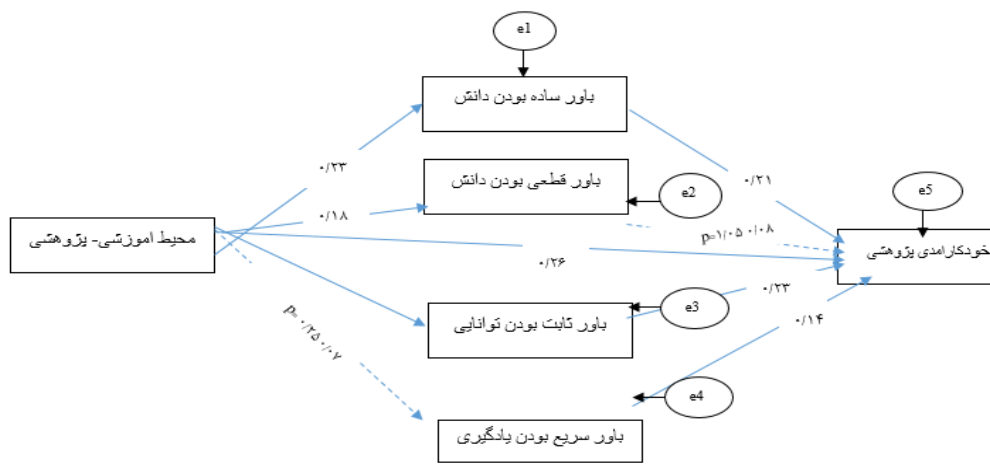 e1
باور ساده بودن دانش
۰/۲۳
۰/۲۱
باور قطعی بودن دانش
e2
e5
۰/۱۸
p=۱/۰۵ ۰/۰۸
محیط اموزشی- پژوهشی
خودکارامدی پژوهشی
۰/۲۶
۰/۲۳
e3
باور ثابت بودن توانایی
p= ۰/۲۵ ۰/۰۷
۰/۱۴
e4
باور سریع بودن یادگیری